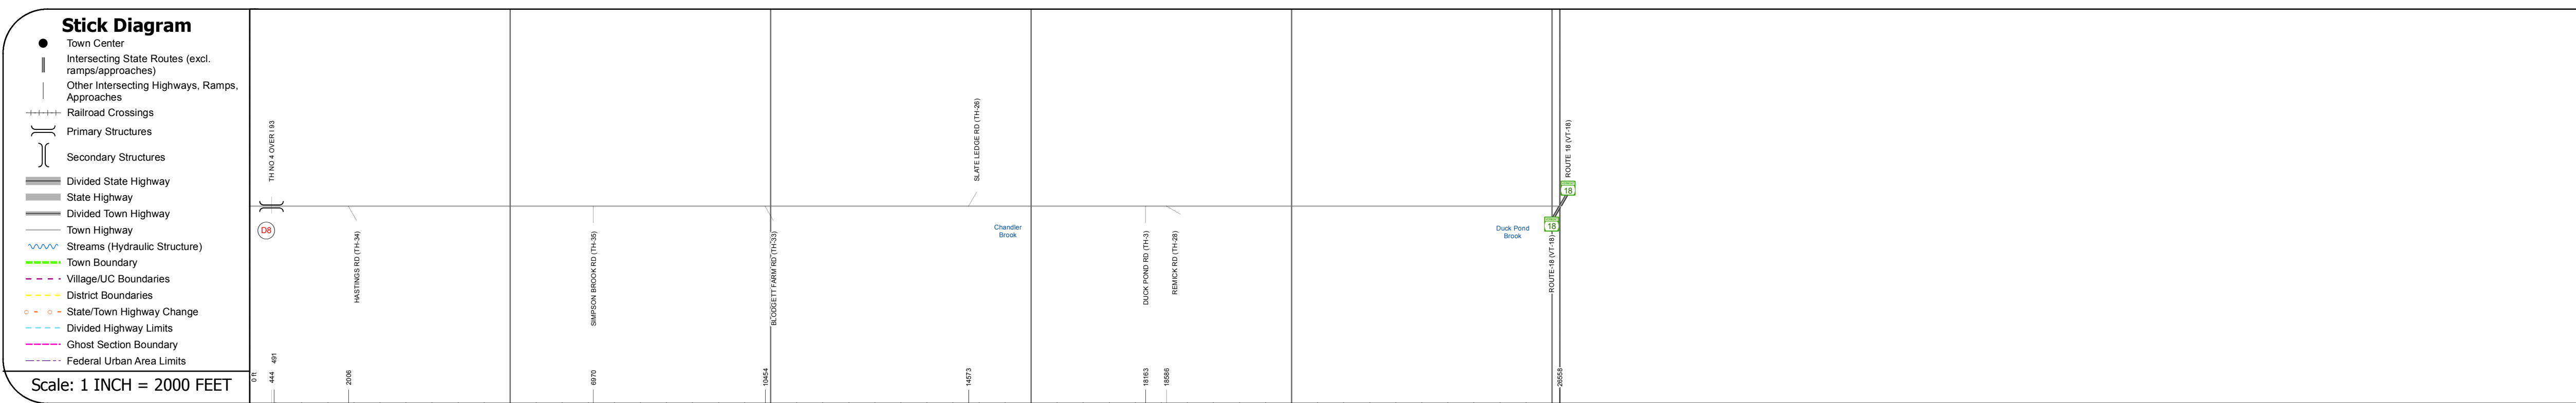 Stick Diagram
Town Center
Intersecting State Routes (excl.
ramps/approaches)
Other Intersecting Highways, Ramps,
Approaches
Railroad Crossings
Primary Structures
Secondary Structures
Divided State Highway
State Highway
Divided Town Highway
Town Highway
Streams (Hydraulic Structure)
Town Boundary
Village/UC Boundaries
District Boundaries
State/Town Highway Change
Divided Highway Limits
Ghost Section Boundary
Federal Urban Area Limits
Scale: 1 INCH = 2000 FEET
TH NO 4 OVER I 93
D8
HASTINGS RD (TH-34)
SIMPSON BROOK RD (TH-35)
BLODGETT FARM RD (TH-33)
SLATE LEDGE RD (TH-26)
Chandler
Brook
DUCK POND RD (TH-3)
REMICK RD (TH-28)
Duck Pond
Brook
ROUTE 18 (VT-18)
18
18
ROUTE-18 (VT-18)
0 ft
444
491
2006
6970
10454
14573
18163
18586
26558